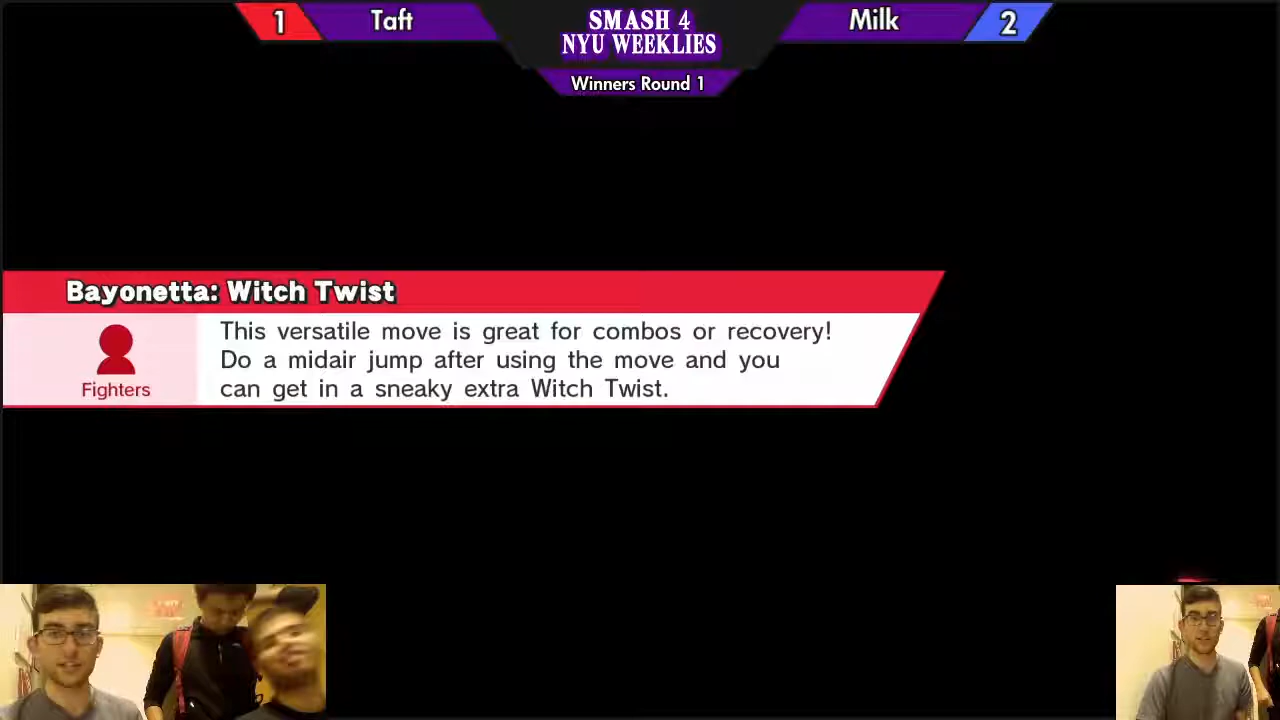 1
Taft
SMASH 4
NYU WEEKLIES
Milk
2
Winners Round 1
Bayonetta: Witch Twist
This versatile move is great for combos or recovery!
Do a midair jump after using the move and you
can get in a sneaky extra Witch Twist.
Fighters